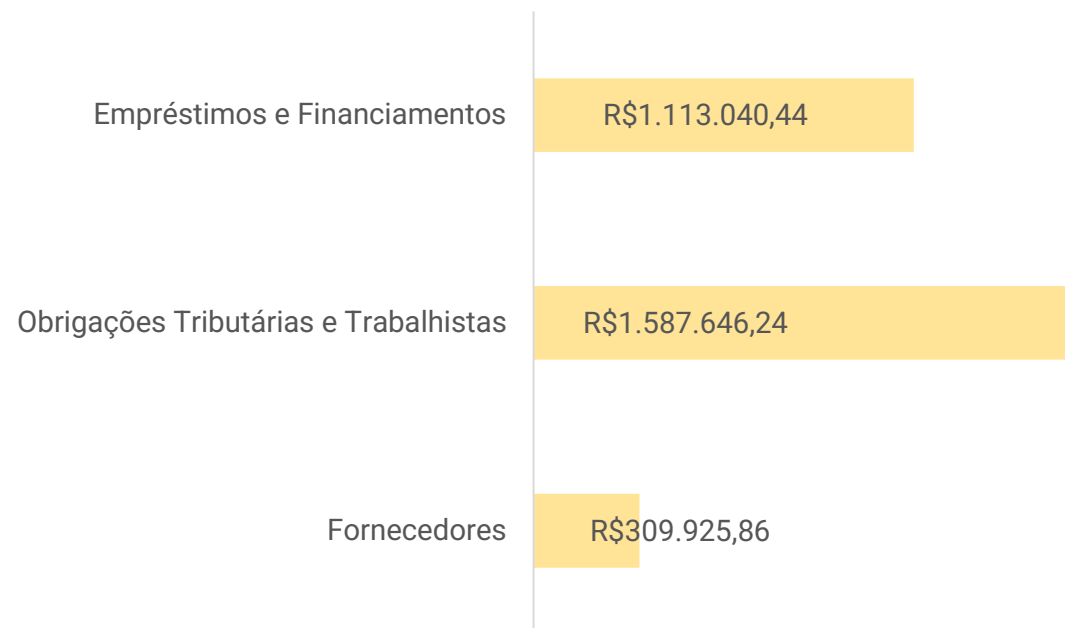 Empréstimos e Financiamentos R$1.113.040,44
Obrigações Tributárias e Trabalhistas R$1.587.646,24
Fornecedores R$309.925,86